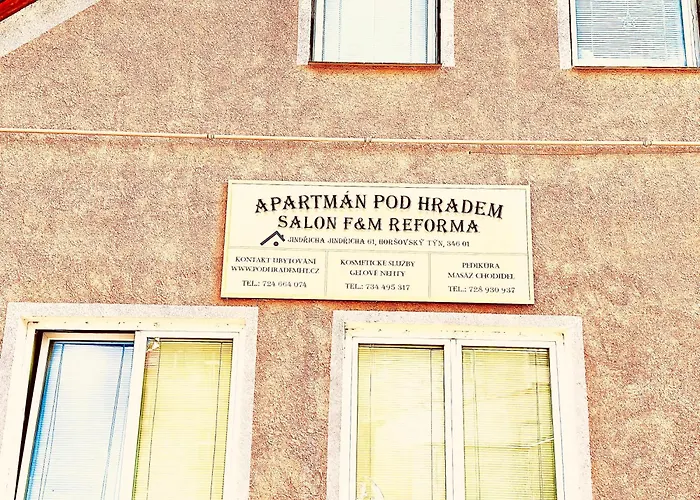 APARTMÁN POD HRADEM
SALON F&M REFORMA
JINDŘICHA JINDŘICHA 61, HORŠOVSKÝ TÝN, 346 01
KONTAKT UBYTOVÁNÍ
WWW.PODHRADEMHT.CZ
TEL.: 724 664 074
KOSMETICKÉ SLUŽBY
GELOVÉ NEHTY
TEL.: 734 495 317
PEDIKÚRA
MASÁŽ CHODIDEL
TEL.: 728 930 937